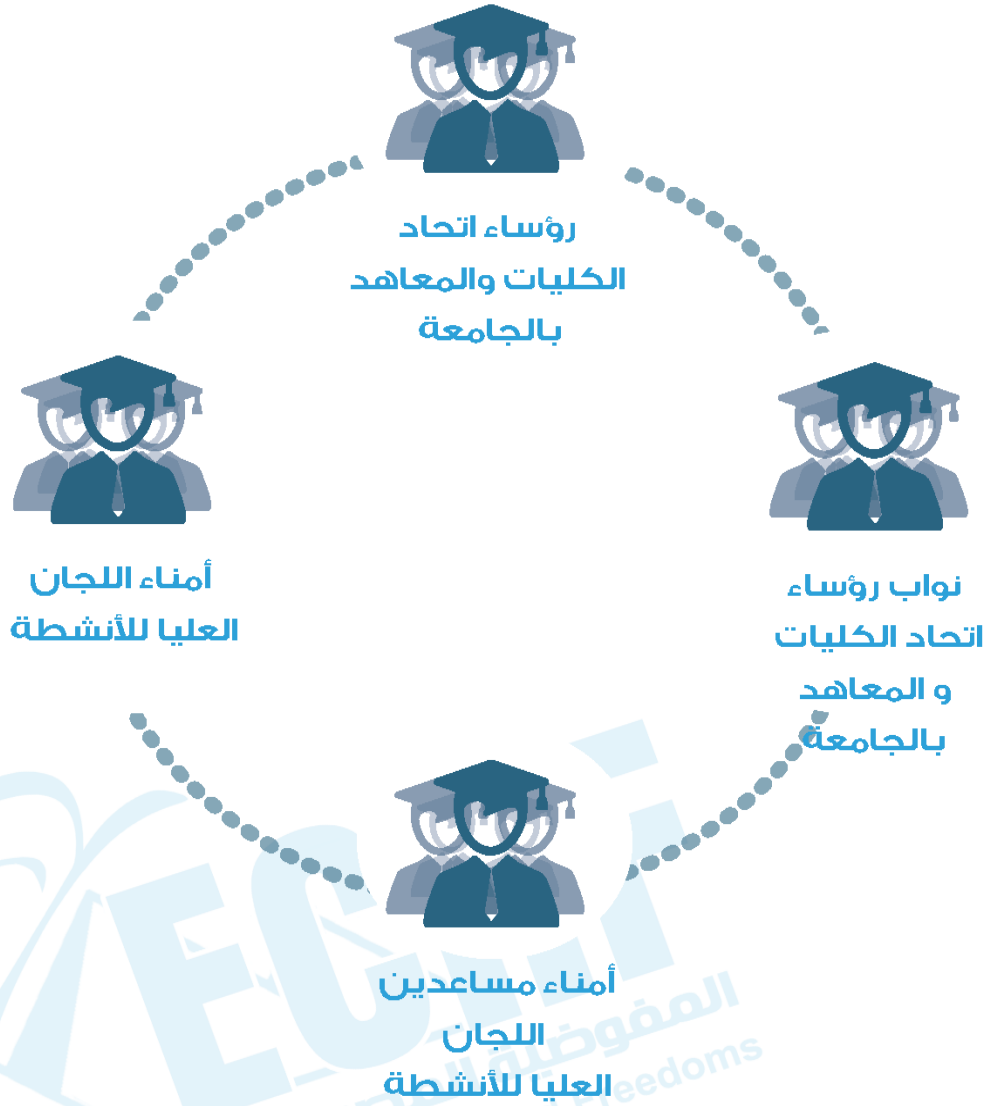 رؤساء اتحاد
الكليات والمعاهد
بالجامعة
نواب رؤساء
اتحاد الكليات
و المعاهد
بالجامعة
أمناء اللجان
العليا للأنشطة
أمناء مساعدين
اللجان
العليا للأنشطة
المفوضية